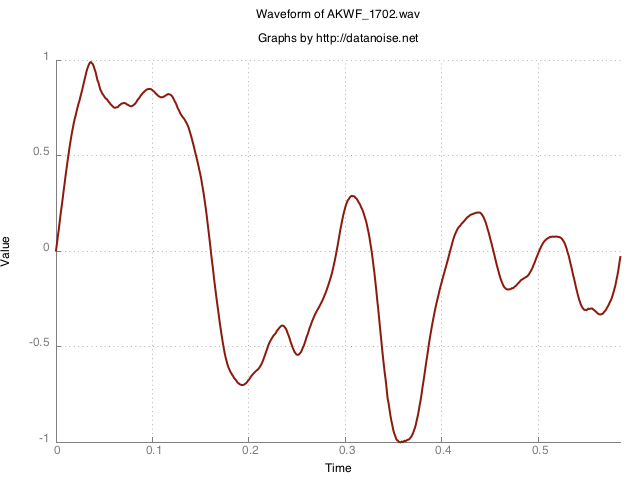 Waveform of AKWF_1702.wav
Graphs by http://datanoise.net
1
0.5
0
-0.5
-1
Value
0 0.1 0.2 0.3 0.4 0.5
Time